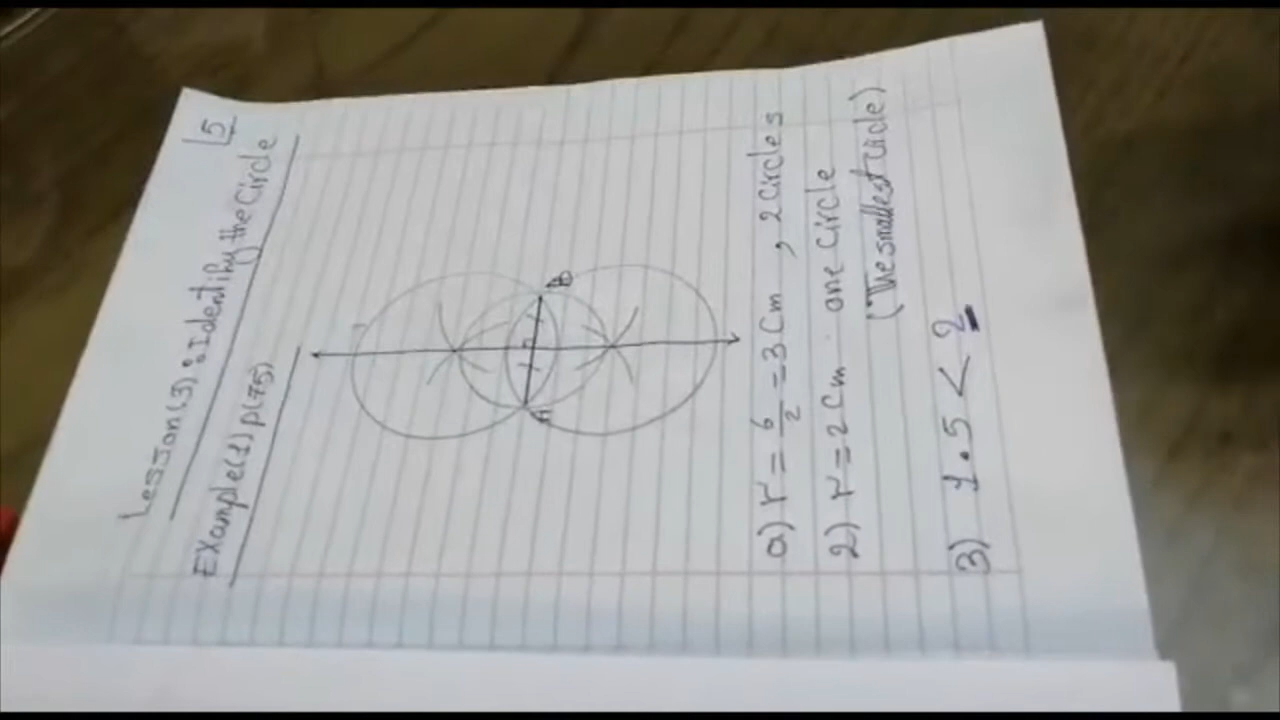 5
Lesson(3): Identify the Circle
Example(1) p(75)
A
B
a) r = 6/2 = 3 Cm , 2 Circles
2) r = 2 Cm one Circle
(The smallest circle)
3) 1.5 < 2